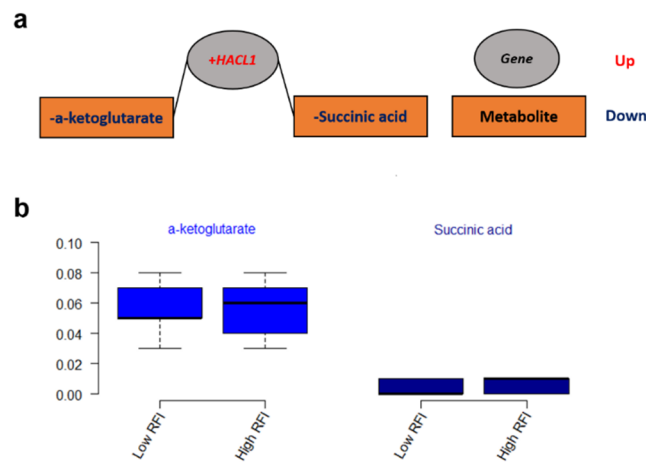 a
+HACL1
Gene
Up
-a-ketoglutarate
-Succinic acid
Metabolite
Down
b
a-ketoglutarate
Succinic acid
0.10
0.08
0.06
0.04
0.02
0.00
Low RFI
High RFI
Low RFI
High RFI